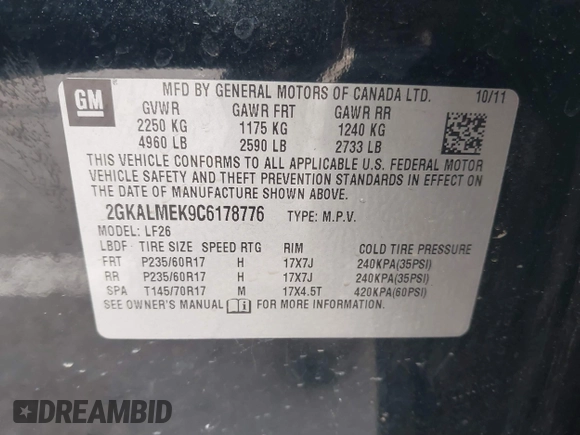 GM
MFD BY GENERAL MOTORS OF CANADA LTD. 10/11
GVWR GAWR FRT GAWR RR
2250 KG 1175 KG 1240 KG
4960 LB 2590 LB 2733 LB
THIS VEHICLE CONFORMS TO ALL APPLICABLE U.S. FEDERAL MOTOR
VEHICLE SAFETY AND THEFT PREVENTION STANDARDS IN EFFECT ON
THE DATE OF MANUFACTURE SHOWN ABOVE.
2GKALMEK9C6178776 TYPE: M.P.V.
MODEL: LF26
LBDF TIRE SIZE SPEED RTG RIM COLD TIRE PRESSURE
FRT P235/60R17 H 17X7J 240KPA(35PSI)
RR P235/60R17 H 17X7J 240KPA(35PSI)
SPA T145/70R17 M 17X4.5T 420KPA(60PSI)
SEE OWNER'S MANUAL FOR MORE INFORMATION.
DREAMBID